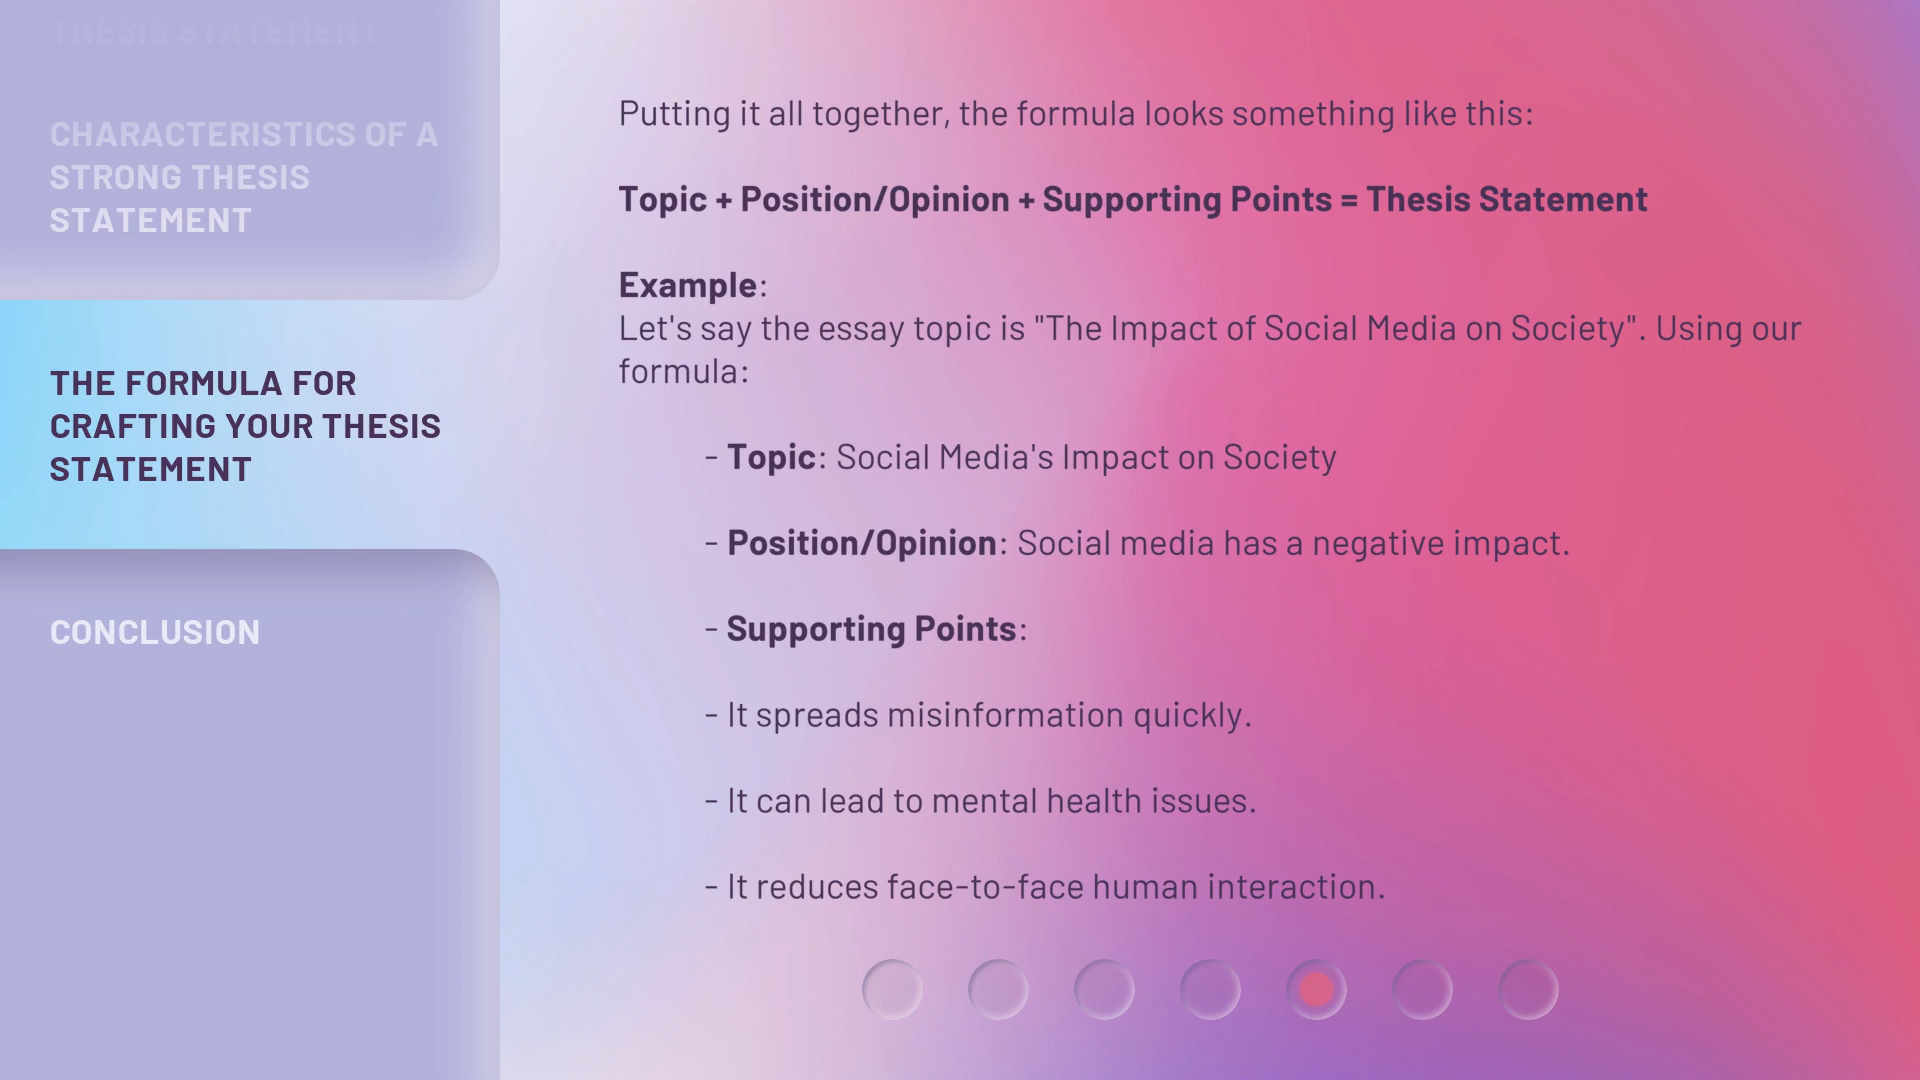 THESIS STATEMENT
CHARACTERISTICS OF A
STRONG THESIS
STATEMENT
THE FORMULA FOR
CRAFTING YOUR THESIS
STATEMENT
CONCLUSION
Putting it all together, the formula looks something like this:
Topic + Position/Opinion + Supporting Points = Thesis Statement
Example:
Let's say the essay topic is "The Impact of Social Media on Society". Using our
formula:
- Topic: Social Media's Impact on Society
- Position/Opinion: Social media has a negative impact.
- Supporting Points:
- It spreads misinformation quickly.
- It can lead to mental health issues.
- It reduces face-to-face human interaction.